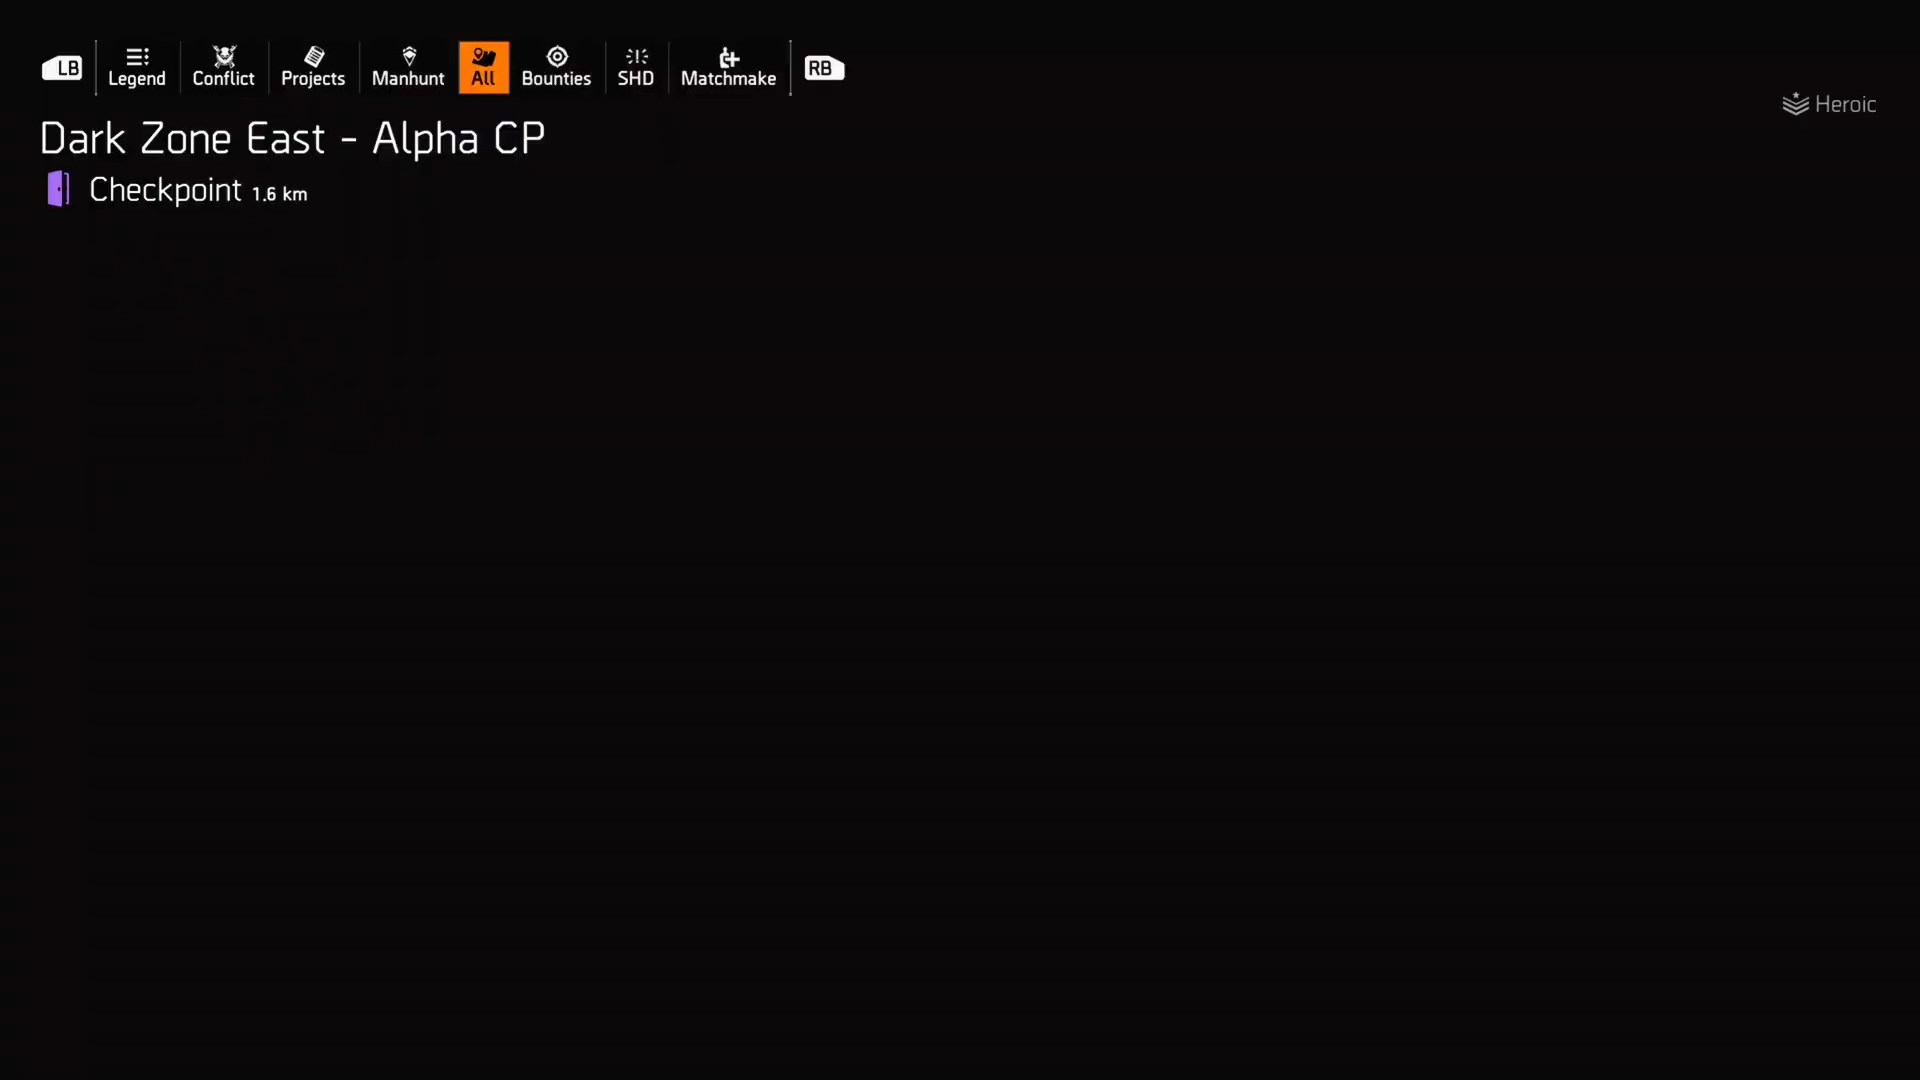 LB Legend Conflict Projects Manhunt All Bounties SHD Matchmake RB
Heroic
Dark Zone East - Alpha CP
Checkpoint 1.6 km